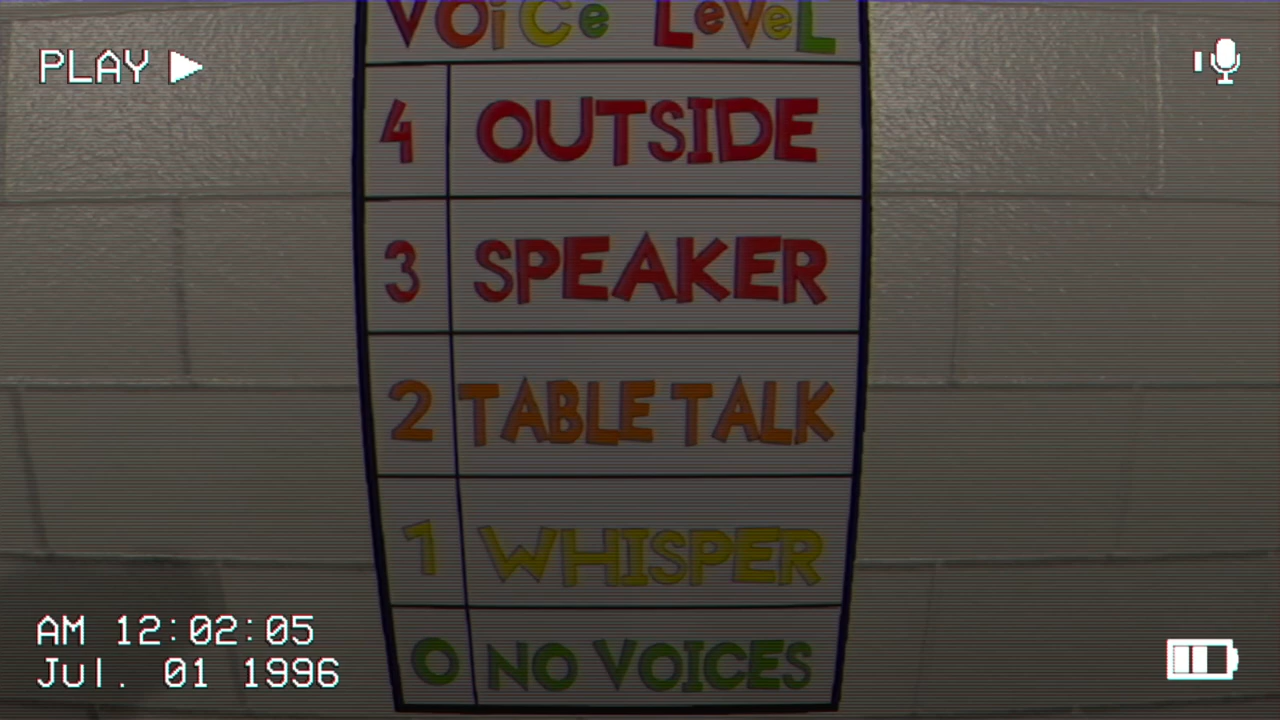 VOiCe LeVeL
PLAY
4 OUTSIDE
3 SPEAKER
2 TABLE TALK
1 WHISPER
0 NO VOICES
AM 12:02:05
Jul. 01 1996